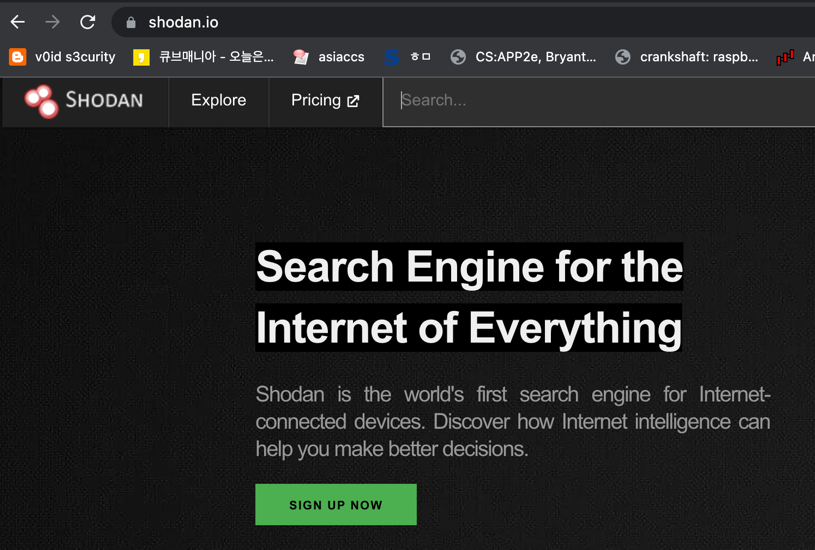 shodan.io
v0id s3curity 큐브매니아 - 오늘은... asiaccs ㅎㅁ CS:APP2e, Bryant... crankshaft: raspb... Ar
SHODAN Explore Pricing Search...
Search Engine for the
Internet of Everything
Shodan is the world's first search engine for Internet-
connected devices. Discover how Internet intelligence can
help you make better decisions.
SIGN UP NOW